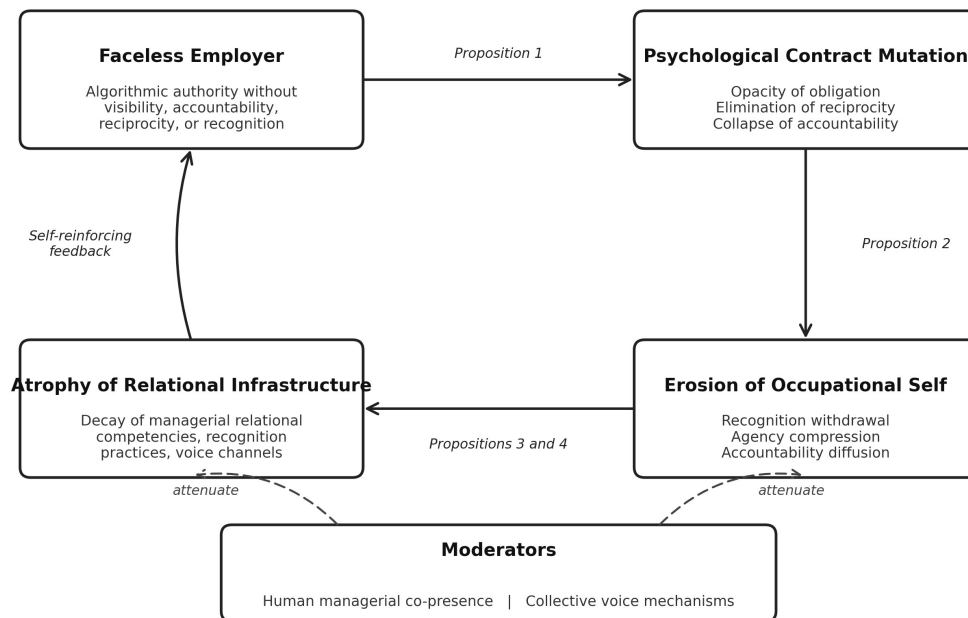 Faceless Employer
Algorithmic authority without
visibility, accountability,
reciprocity, or recognition
Proposition 1
Psychological Contract Mutation
Opacity of obligation
Elimination of reciprocity
Collapse of accountability
Self-reinforcing
feedback
Proposition 2
Atrophy of Relational Infrastructure
Decay of managerial relational
competencies, recognition
practices, voice channels
Propositions 3 and 4
Erosion of Occupational Self
Recognition withdrawal
Agency compression
Accountability diffusion
attenuate
attenuate
Moderators
Human managerial co-presence | Collective voice mechanisms